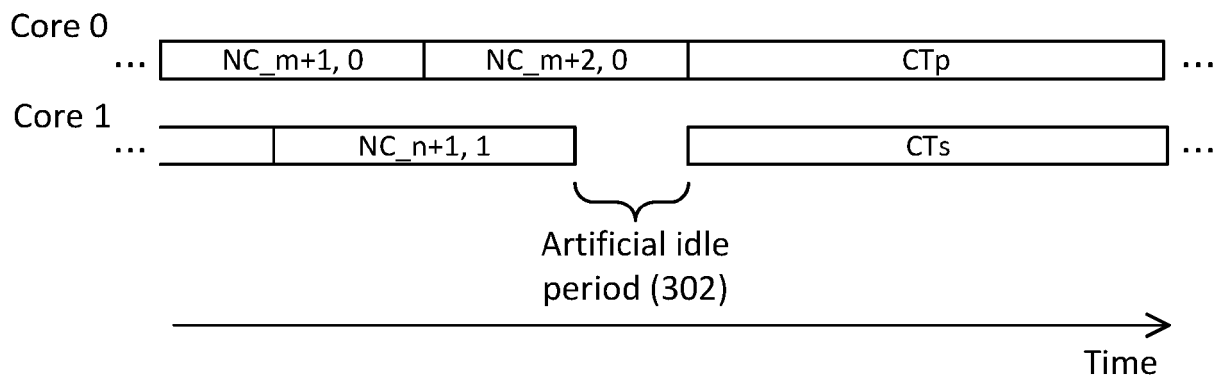 Core 0
... NC_m+1, 0 NC_m+2, 0 CTp ...
Core 1
... NC_n+1, 1 CTs ...
Artificial idle
period (302)
Time